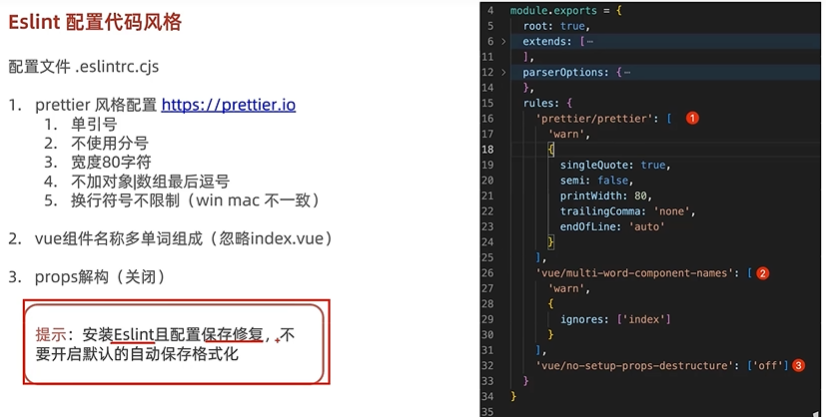 Eslint 配置代码风格
配置文件 .eslintrc.cjs
1. prettier 风格配置 https://prettier.io
1. 单引号
2. 不使用分号
3. 宽度80字符
4. 不加对象|数组最后逗号
5. 换行符号不限制（win mac 不一致）
2. vue组件名称多单词组成（忽略index.vue）
3. props解构（关闭）
提示：安装Eslint且配置保存修复，不
要开启默认的自动保存格式化
4 module.exports = {
5 root: true,
6 > extends: […
11 ],
12 > parserOptions: {…
14 },
15 rules: {
16 'prettier/prettier': [ 1
17 'warn',
18 {
19 singleQuote: true,
20 semi: false,
21 printWidth: 80,
22 trailingComma: 'none',
23 endOfLine: 'auto'
24 }
25 ],
26 'vue/multi-word-component-names': [ 2
27 'warn',
28 {
29 ignores: ['index']
30 }
31 ],
32 'vue/no-setup-props-destructure': ['off'] 3
33 }
34 }
35